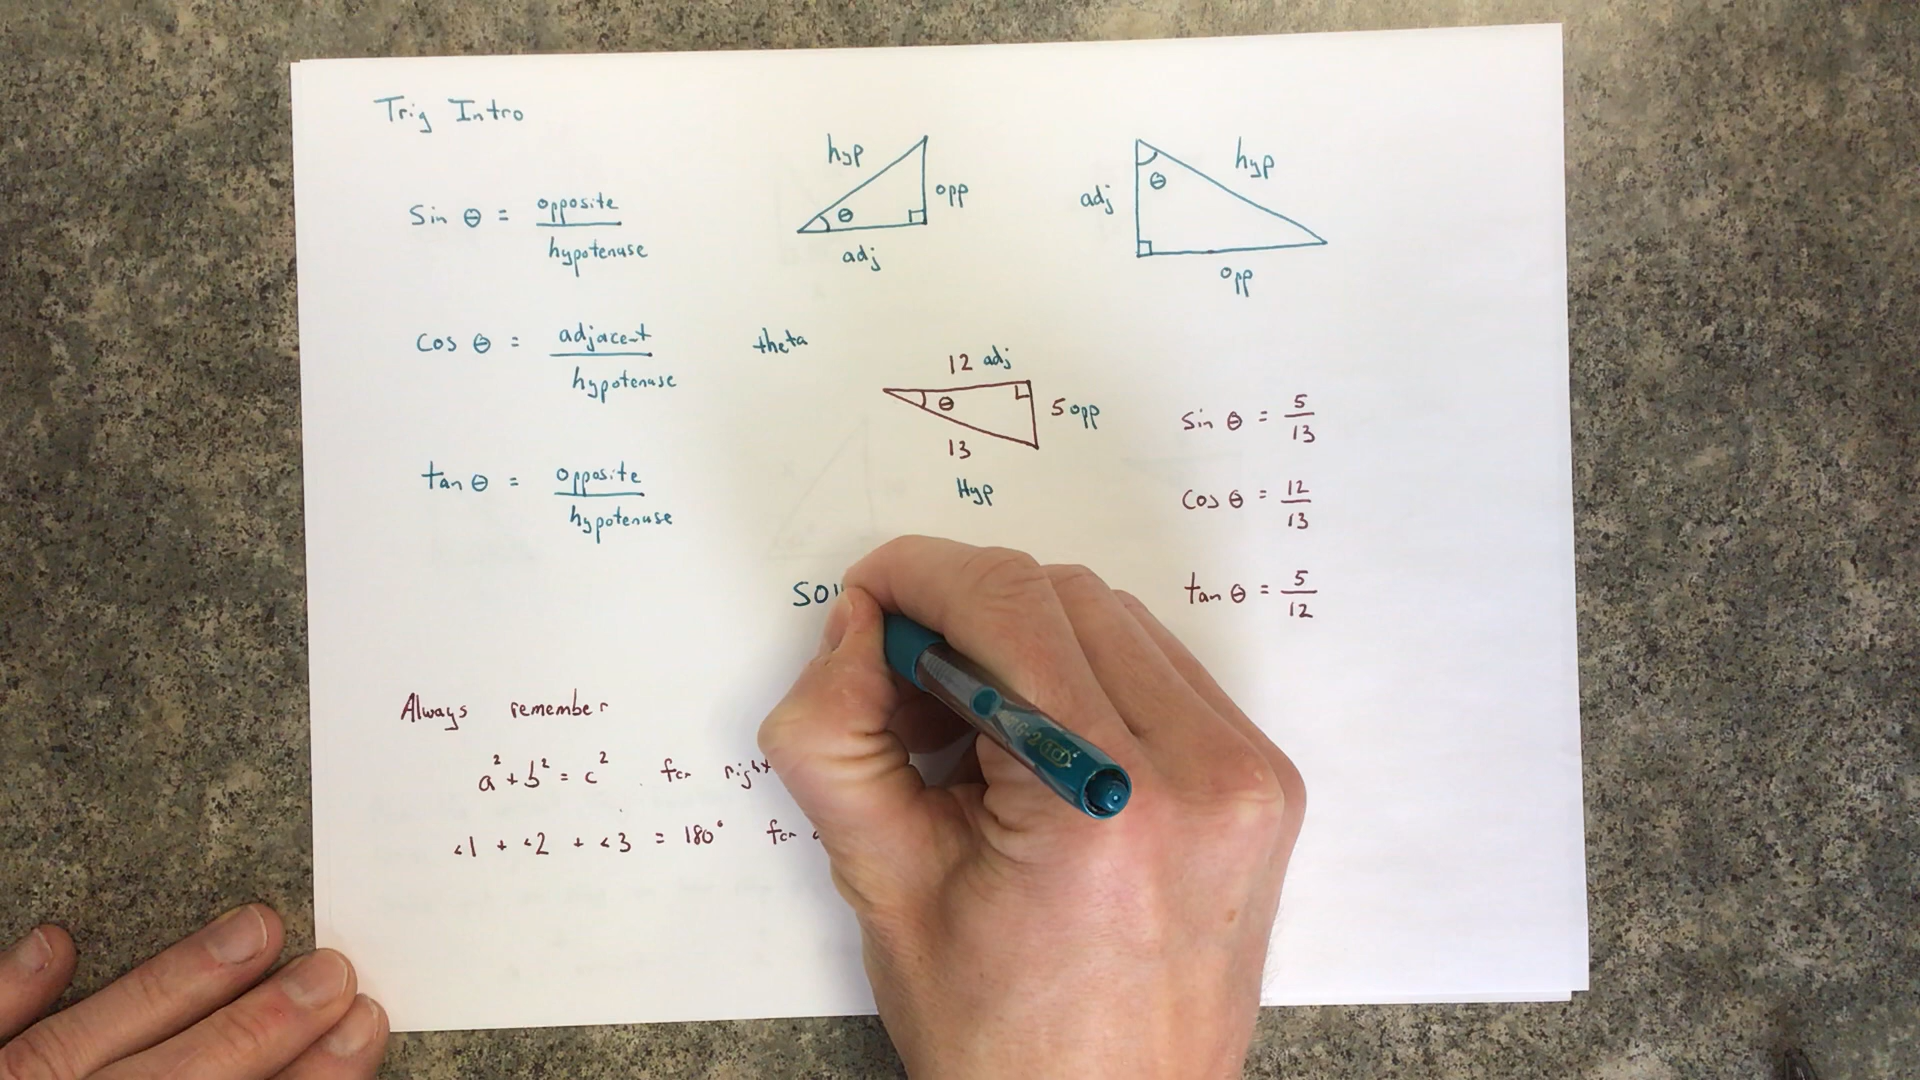 Trig Intro
hyp
opp
θ
adj
hyp
adj
θ
opp
Sin θ = opposite
hypotenuse
Cos θ = adjacent
hypotenuse
theta
12 adj
θ
5 opp
13
Hyp
Sin θ = 5
13
Cos θ = 12
13
tan θ = opposite
hypotenuse
tan θ = 5
12
Always remember
a² + b² = c² for right
<1 + <2 + <3 = 180° for
G-2